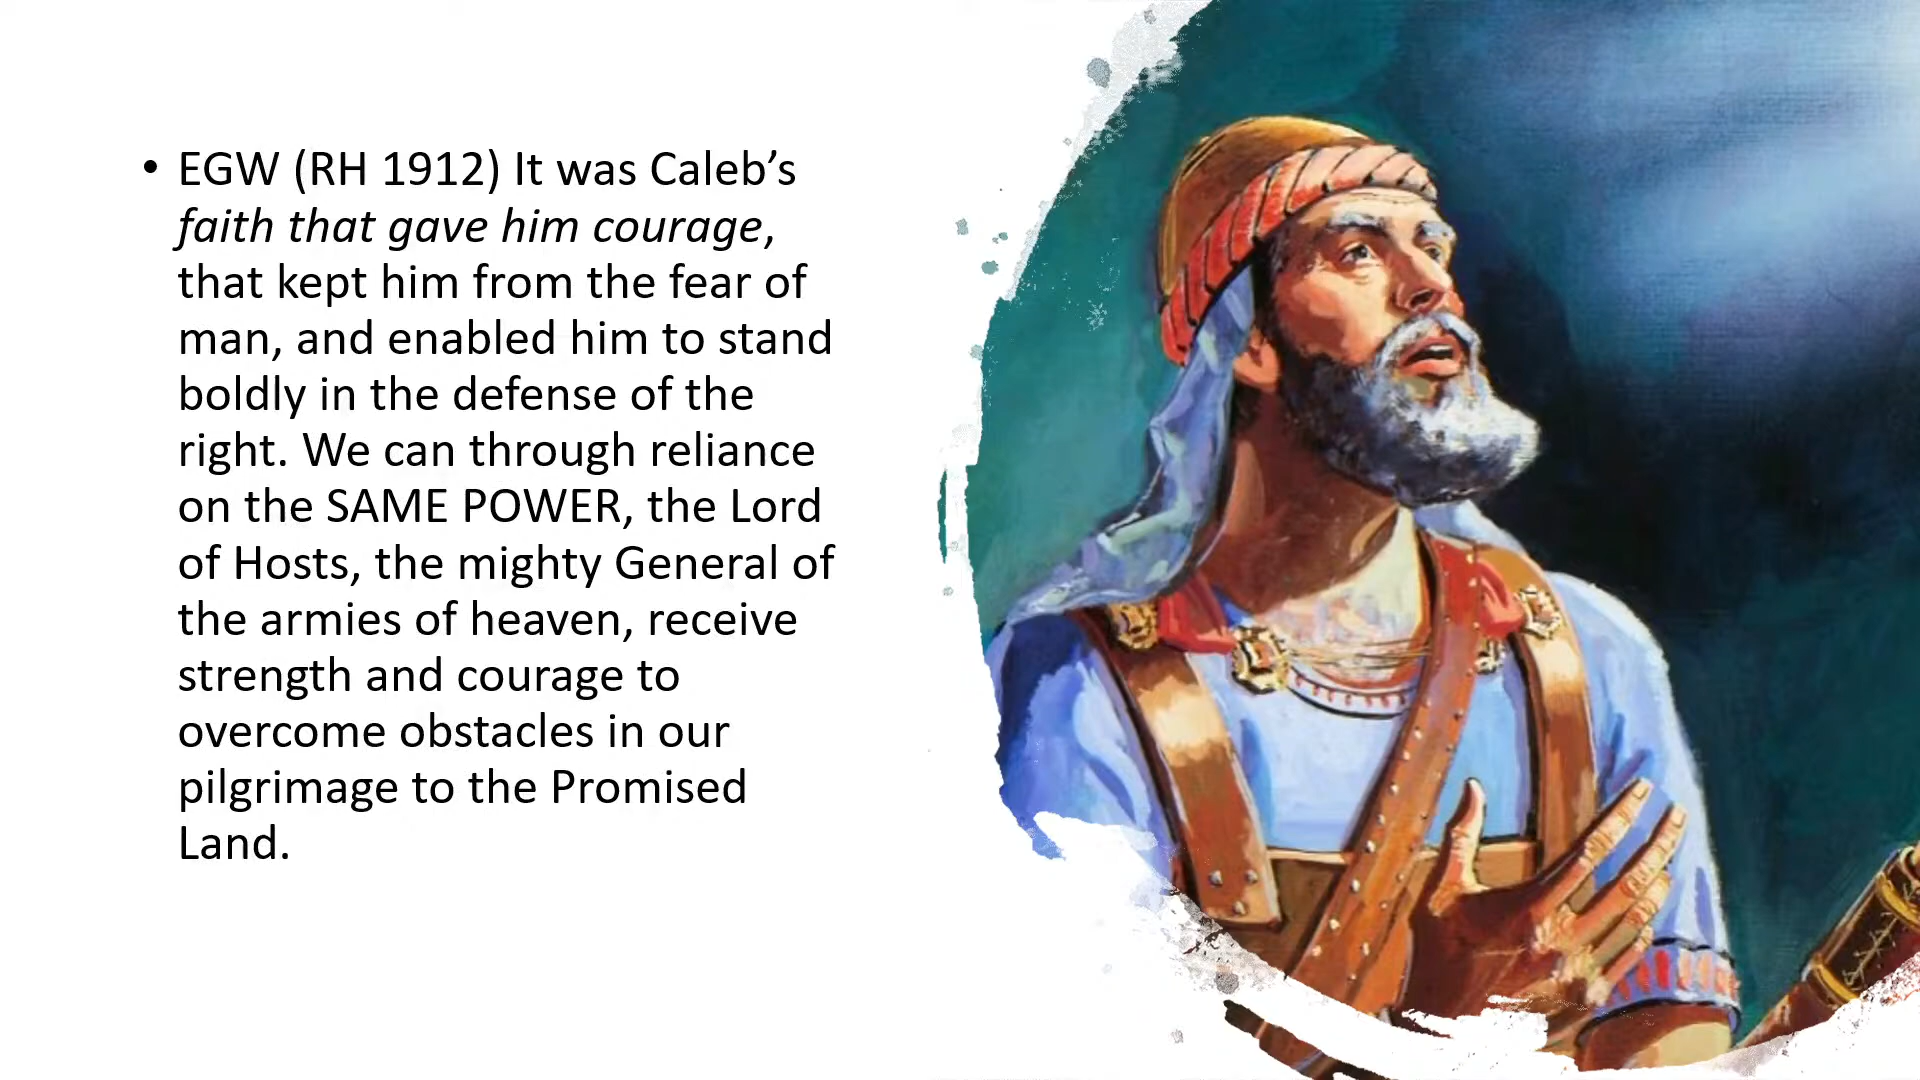 • EGW (RH 1912) It was Caleb’s
faith that gave him courage,
that kept him from the fear of
man, and enabled him to stand
boldly in the defense of the
right. We can through reliance
on the SAME POWER, the Lord
of Hosts, the mighty General of
the armies of heaven, receive
strength and courage to
overcome obstacles in our
pilgrimage to the Promised
Land.